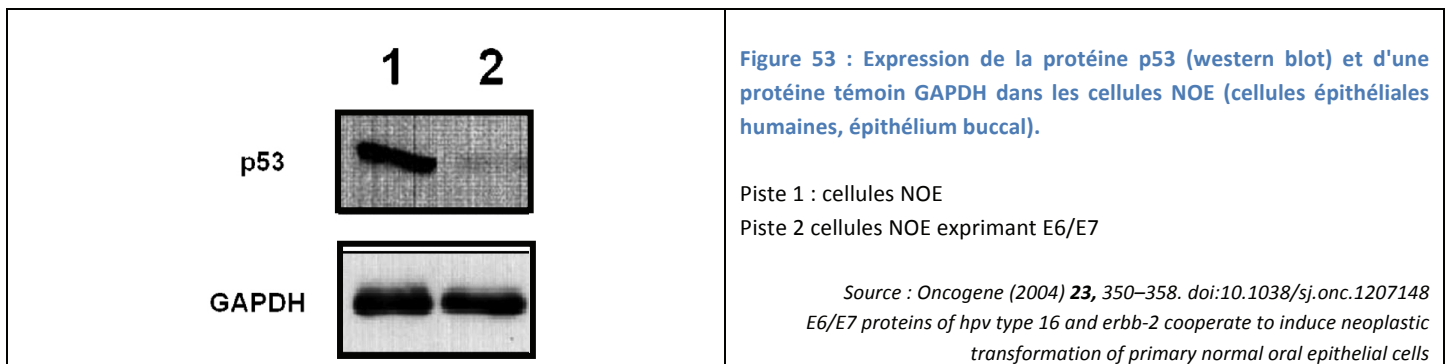 1 2
p53
GAPDH
Figure 53 : Expression de la protéine p53 (western blot) et d'une
protéine témoin GAPDH dans les cellules NOE (cellules épithéliales
humaines, épithélium buccal).
Piste 1 : cellules NOE
Piste 2 cellules NOE exprimant E6/E7
Source : Oncogene (2004) 23, 350–358. doi:10.1038/sj.onc.1207148
E6/E7 proteins of hpv type 16 and erbb-2 cooperate to induce neoplastic
transformation of primary normal oral epithelial cells